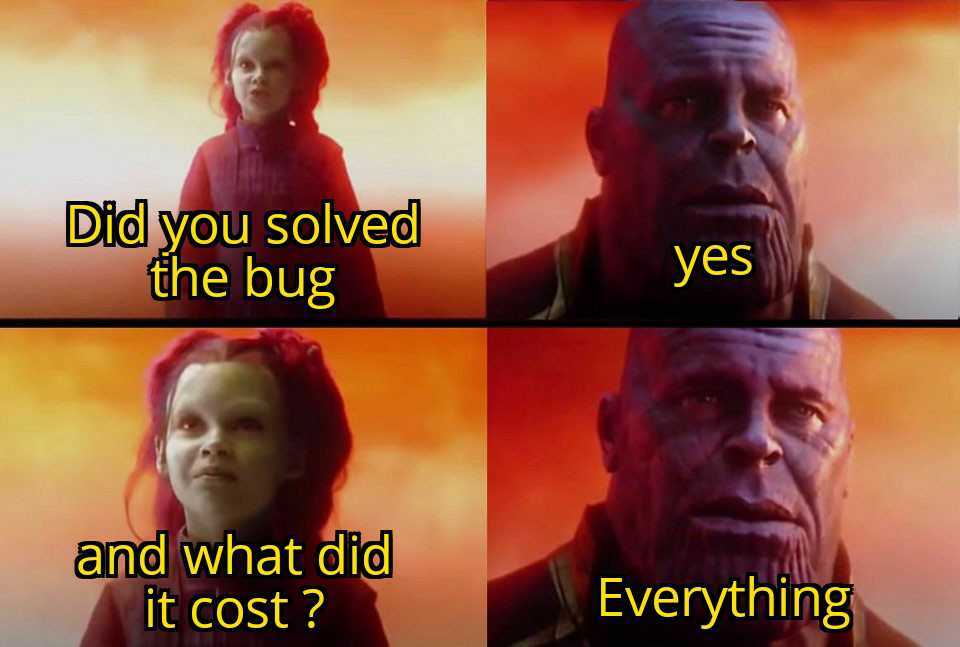 Did you solved
the bug
yes
and what did
it cost ?
Everything